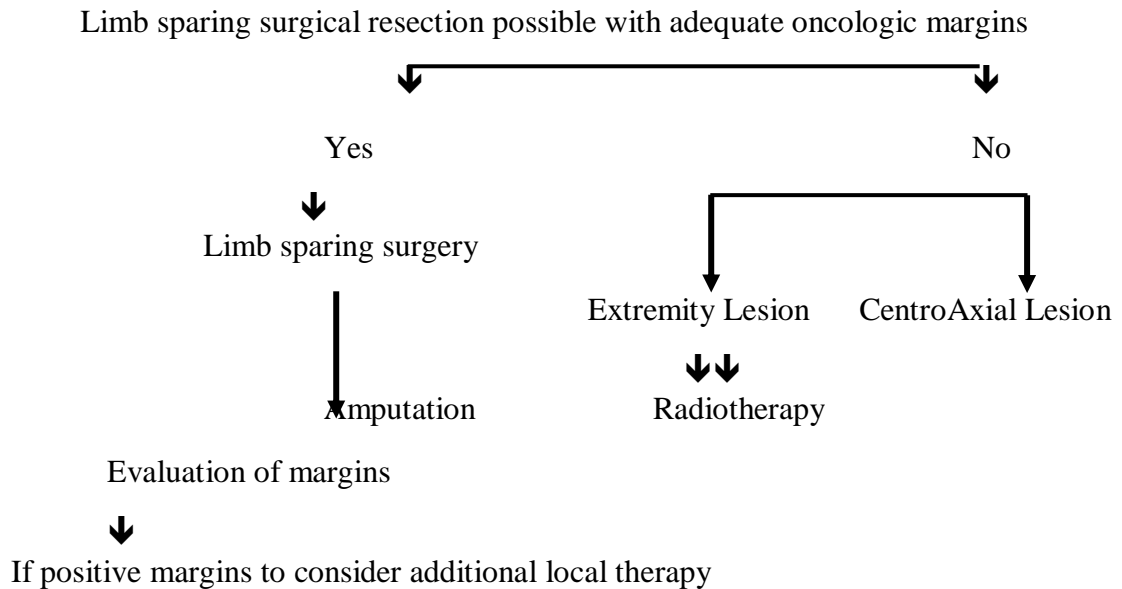 Limb sparing surgical resection possible with adequate oncologic margins
Yes No
Limb sparing surgery
Extremity Lesion CentroAxial Lesion
Amputation Radiotherapy
Evaluation of margins
If positive margins to consider additional local therapy